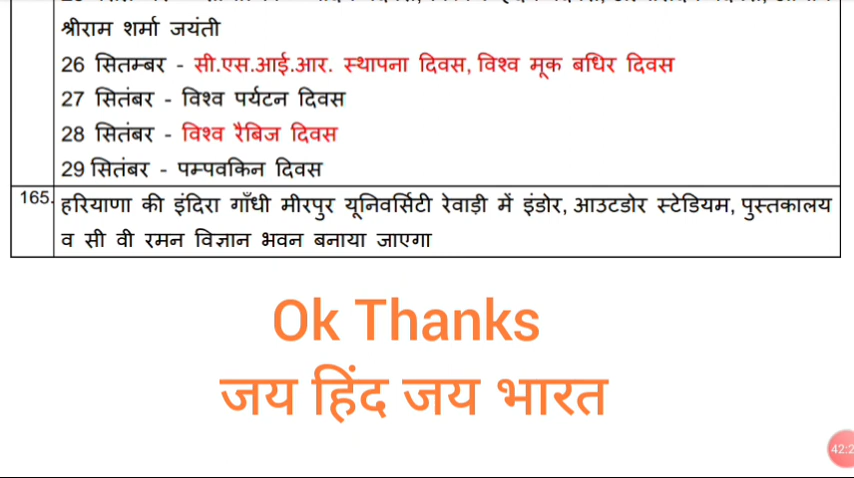 श्रीराम शर्मा जयंती
26 सितम्बर - सी.एस.आई.आर. स्थापना दिवस, विश्व मूक बधिर दिवस
27 सितंबर - विश्व पर्यटन दिवस
28 सितंबर - विश्व रैबिज दिवस
29 सितंबर - पम्पवकिन दिवस
165. हरियाणा की इंदिरा गाँधी मीरपुर यूनिवर्सिटी रेवाड़ी में इंडोर, आउटडोर स्टेडियम, पुस्तकालय
व सी वी रमन विज्ञान भवन बनाया जाएगा
Ok Thanks
जय हिंद जय भारत